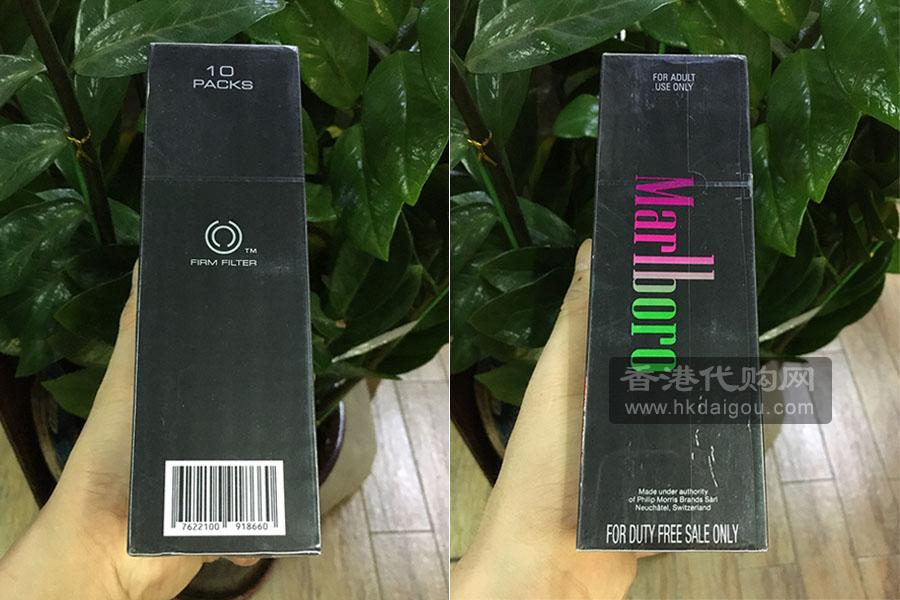 10
PACKS
TM
FIRM FILTER
7622100 918660
FOR ADULT
USE ONLY
Marlboro
香港代购网
www.hkdaigou.com
Made under authority
of Philip Morris Brands Sàrl
Neuchâtel, Switzerland
FOR DUTY FREE SALE ONLY